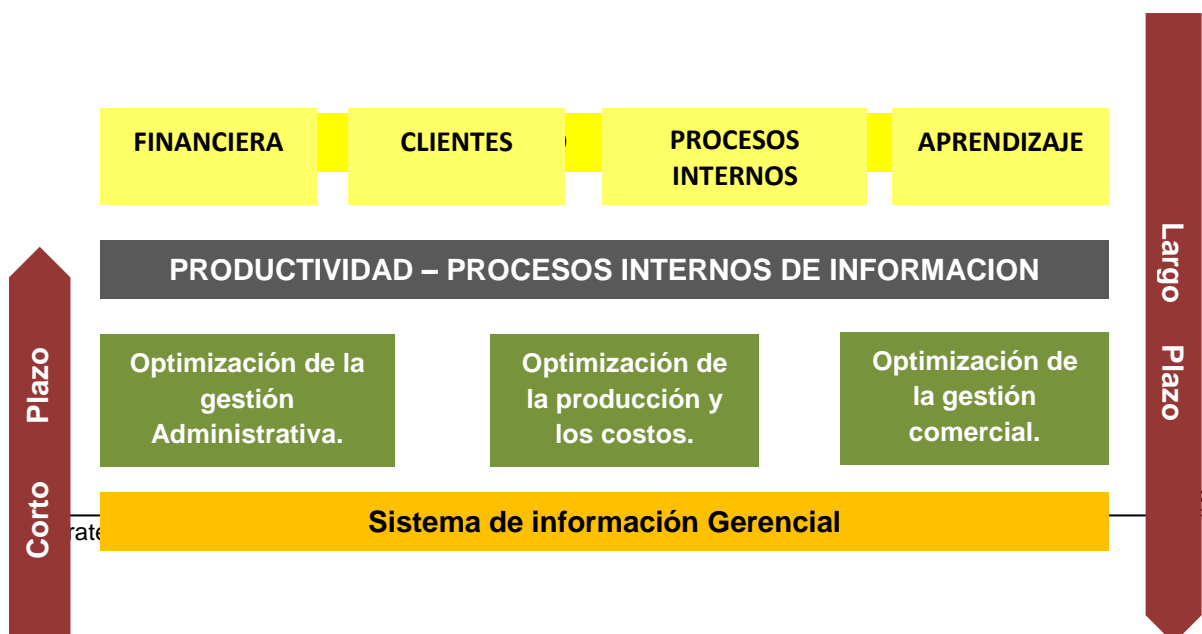 FINANCIERA
CLIENTES
PROCESOS
INTERNOS
APRENDIZAJE
PRODUCTIVIDAD – PROCESOS INTERNOS DE INFORMACION
Corto Plazo
Largo Plazo
Optimización de la
gestión
Administrativa.
Optimización de
la producción y
los costos.
Optimización de
la gestión
comercial.
Sistema de información Gerencial